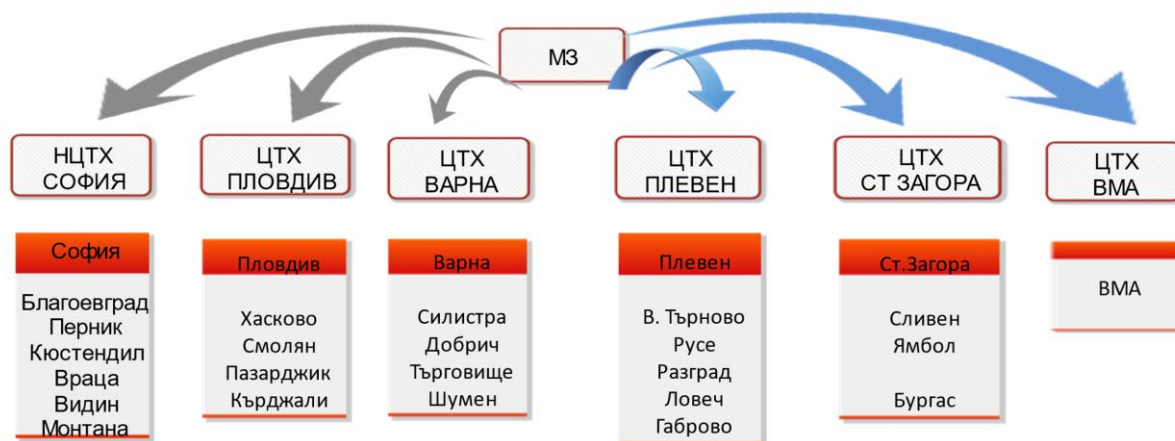 МЗ
НЦТХ
СОФИЯ
ЦТХ
ПЛОВДИВ
ЦТХ
ВАРНА
ЦТХ
ПЛЕВЕН
ЦТХ
СТ ЗАГОРА
ЦТХ
ВМА
София
Благоевград
Перник
Кюстендил
Враца
Видин
Монтана
Пловдив
Хасково
Смолян
Пазарджик
Кърджали
Варна
Силистра
Добрич
Търговище
Шумен
Плевен
В. Търново
Русе
Разград
Ловеч
Габрово
Ст.Загора
Сливен
Ямбол
Бургас
ВМА